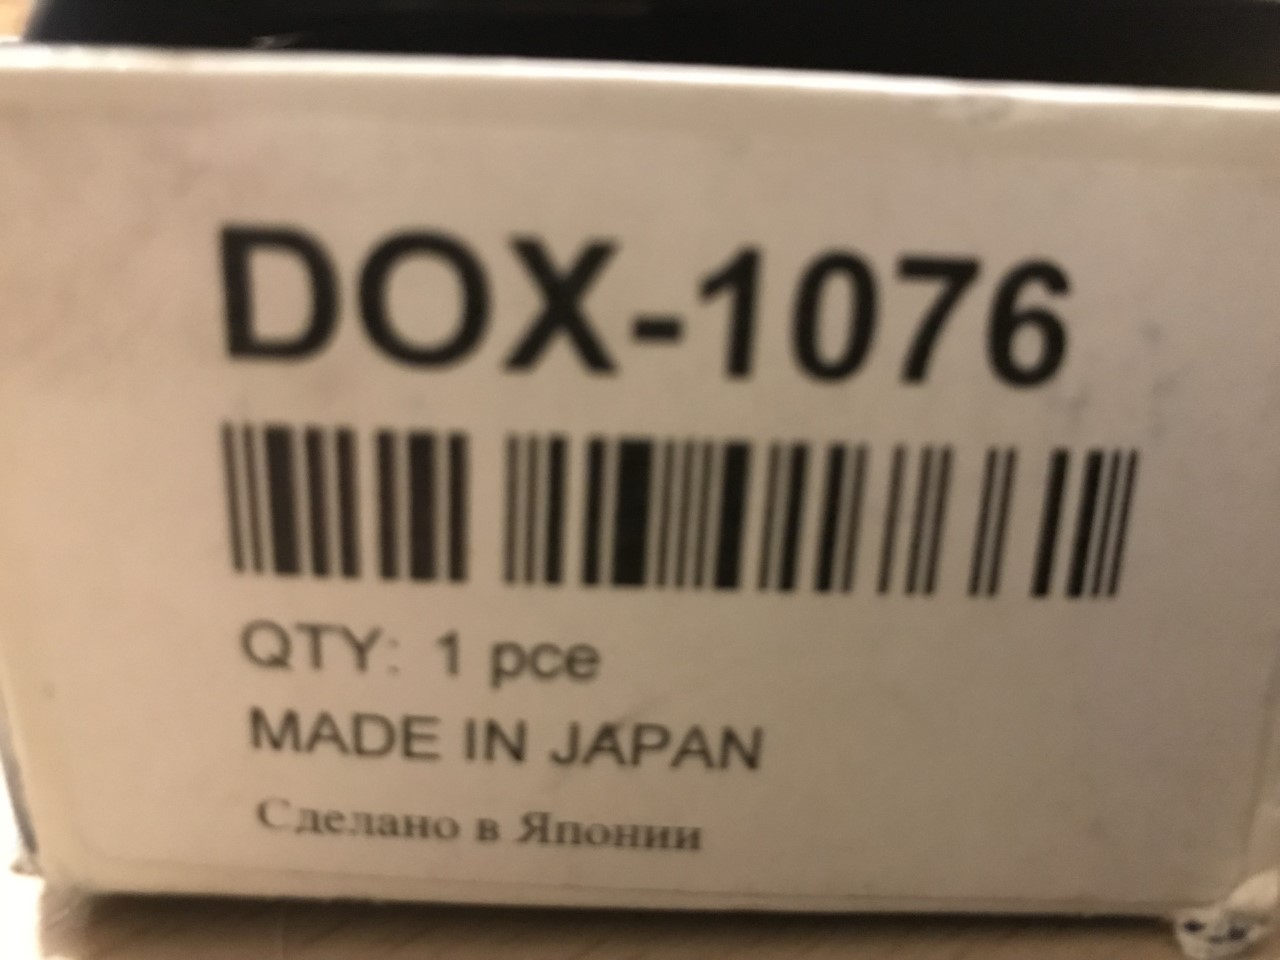 DOX-1076
QTY: 1 pce
MADE IN JAPAN
Сделано в Японии